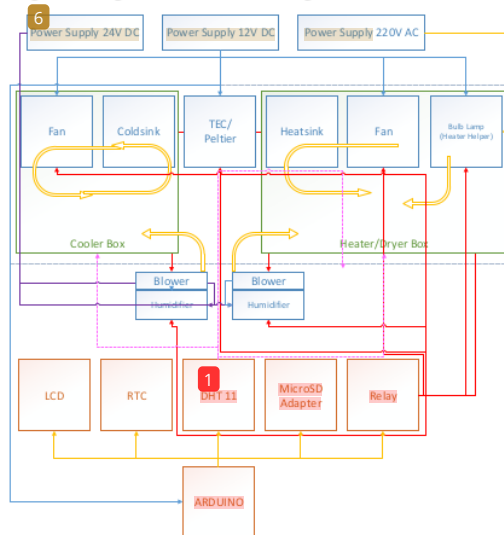 6
Power Supply 24V DC
Power Supply 12V DC
Power Supply 220V AC
Fan
Coldsink
TEC/
Peltier
Heatsink
Fan
Bulb Lamp
(Heater Helper)
Cooler Box
Heater/Dryer Box
Blower
Humidifier
Blower
Humidifier
1
LCD
RTC
DHT 11
MicroSD
Adapter
Relay
ARDUINO